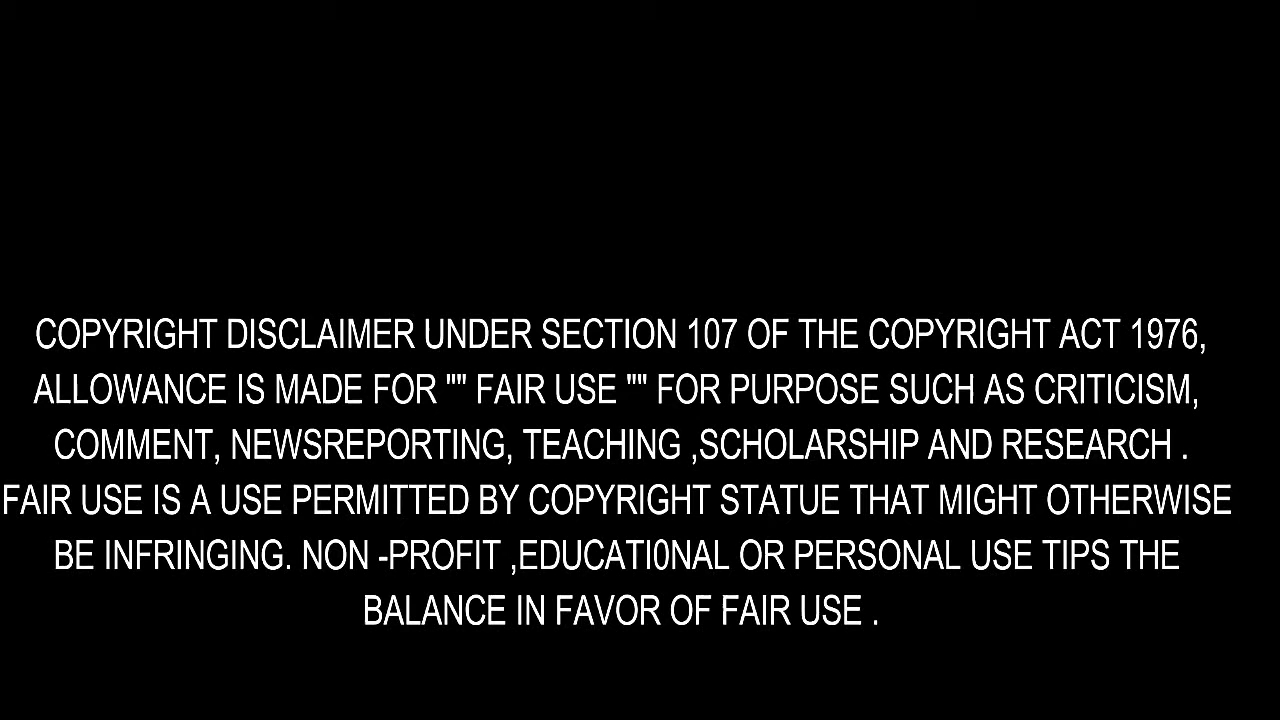 COPYRIGHT DISCLAIMER UNDER SECTION 107 OF THE COPYRIGHT ACT 1976,
ALLOWANCE IS MADE FOR "" FAIR USE "" FOR PURPOSE SUCH AS CRITICISM,
COMMENT, NEWSREPORTING, TEACHING ,SCHOLARSHIP AND RESEARCH .
FAIR USE IS A USE PERMITTED BY COPYRIGHT STATUE THAT MIGHT OTHERWISE
BE INFRINGING. NON -PROFIT ,EDUCATI0NAL OR PERSONAL USE TIPS THE
BALANCE IN FAVOR OF FAIR USE .